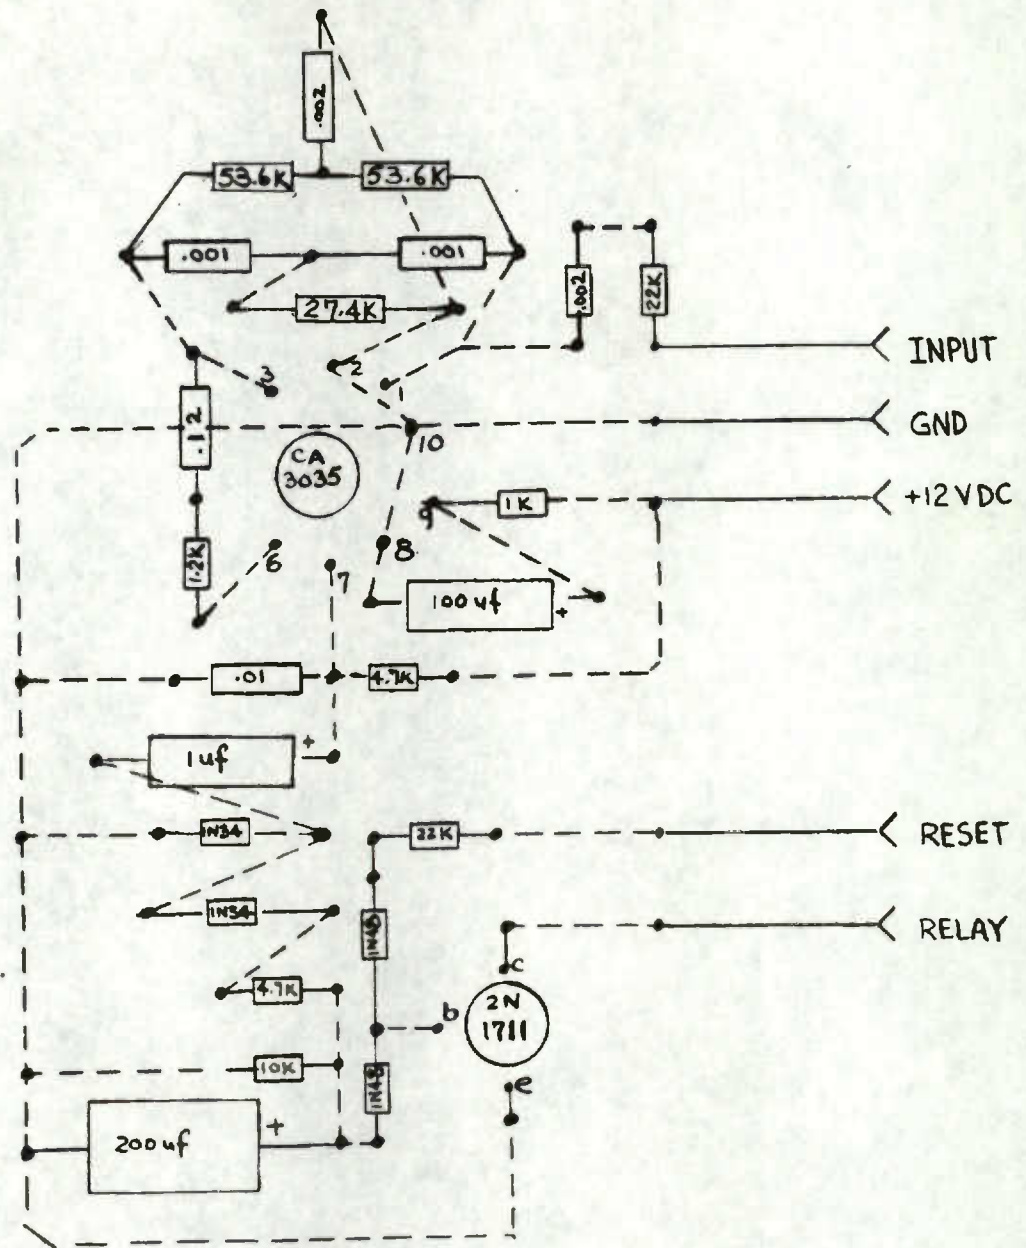 .002
53.6K 53.6K
.001 .001
27.4K
.002 22K
INPUT
3 2 1
.12
10
GND
CA
3035
9 1K
+12VDC
1.2K
6 7 8
100uf +
.01 4.7K
1uf +
1N34
22K
RESET
1N34
1N48
RELAY
c
4.7K
b
2N
1711
10K
1N48
e
200uf +